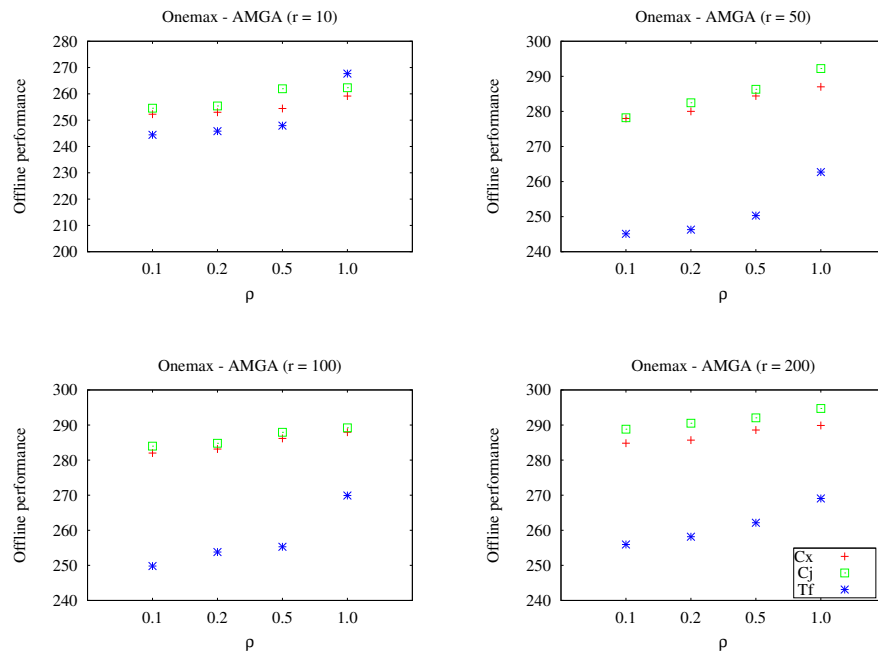 Onemax - AMGA (r = 10)
280
270
260
250
240
230
220
210
200
Offline performance
0.1 0.2 0.5 1.0
ρ
Onemax - AMGA (r = 50)
300
290
280
270
260
250
240
Offline performance
0.1 0.2 0.5 1.0
ρ
Onemax - AMGA (r = 100)
300
290
280
270
260
250
240
Offline performance
0.1 0.2 0.5 1.0
ρ
Onemax - AMGA (r = 200)
300
290
280
270
260
250
240
Offline performance
0.1 0.2 0.5 1.0
ρ
Cx
Cj
Tf